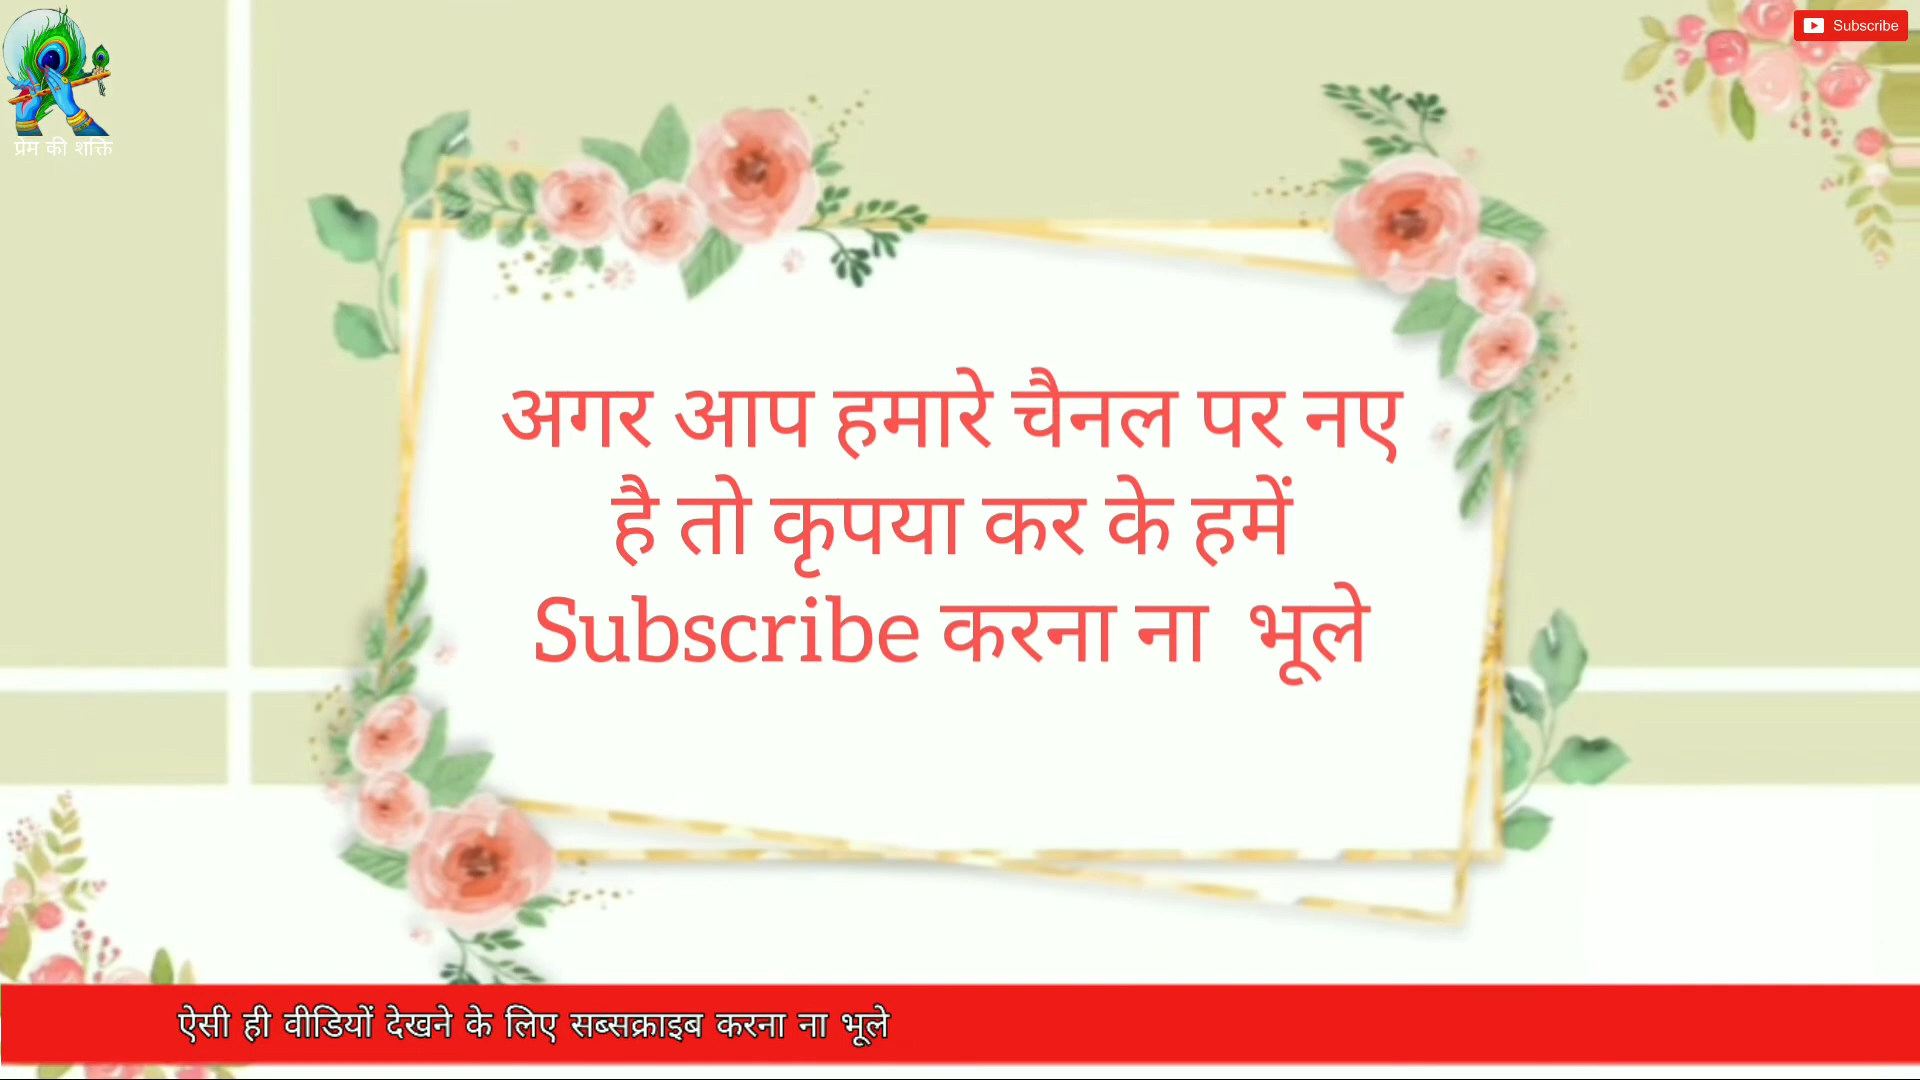 Subscribe
प्रेम की शक्ति
अगर आप हमारे चैनल पर नए
है तो कृपया कर के हमें
Subscribe करना ना भूले
ऐसी ही वीडियों देखने के लिए सब्सक्राइब करना ना भूले